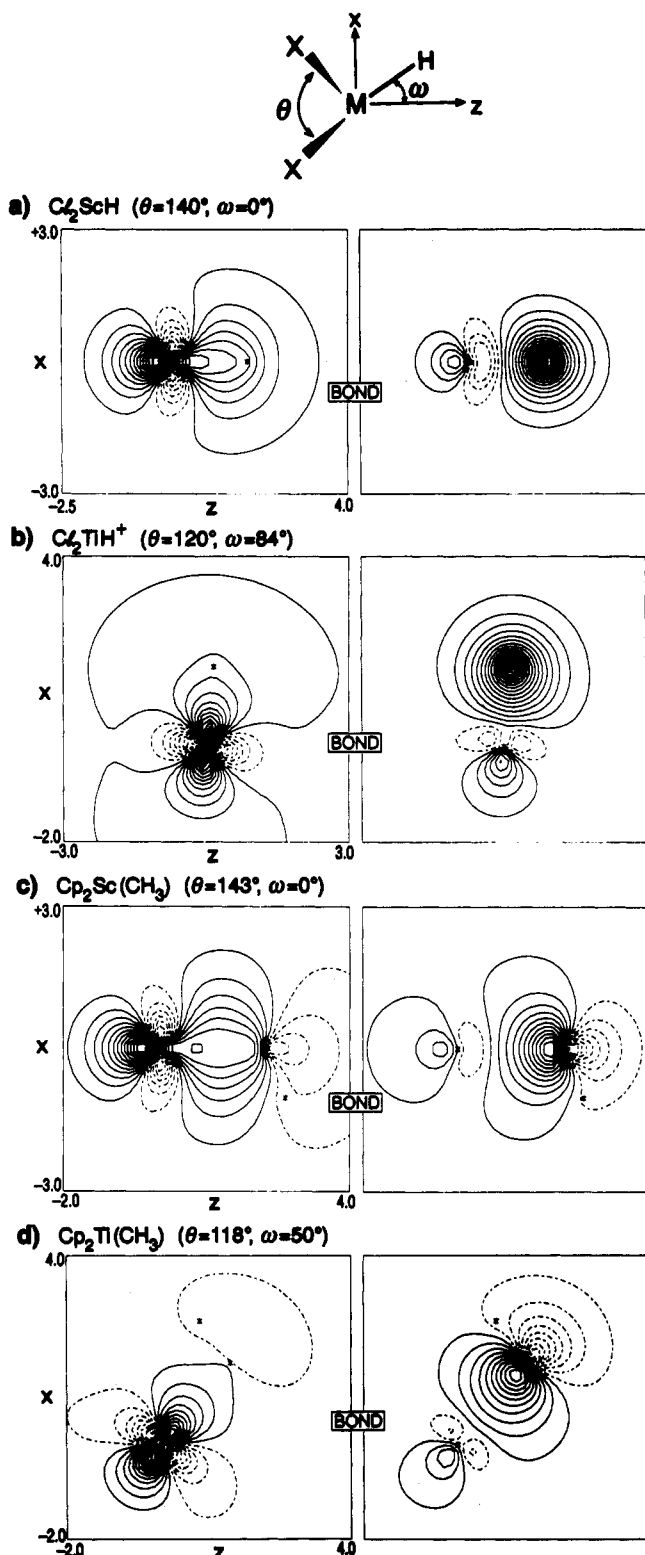 x
X
H
θ
M
ω
z
X
a) Cl₂ScH (θ=140°, ω=0°)
+3.0
X
BOND
-3.0
-2.5
Z
4.0
b) Cl₂TiH⁺ (θ=120°, ω=84°)
4.0
X
BOND
-2.0
-3.0
Z
3.0
c) Cp₂Sc(CH₃) (θ=143°, ω=0°)
+3.0
X
BOND
-3.0
-2.0
Z
4.0
d) Cp₂Ti(CH₃) (θ=118°, ω=50°)
4.0
X
BOND
-2.0
-2.0
Z
4.0